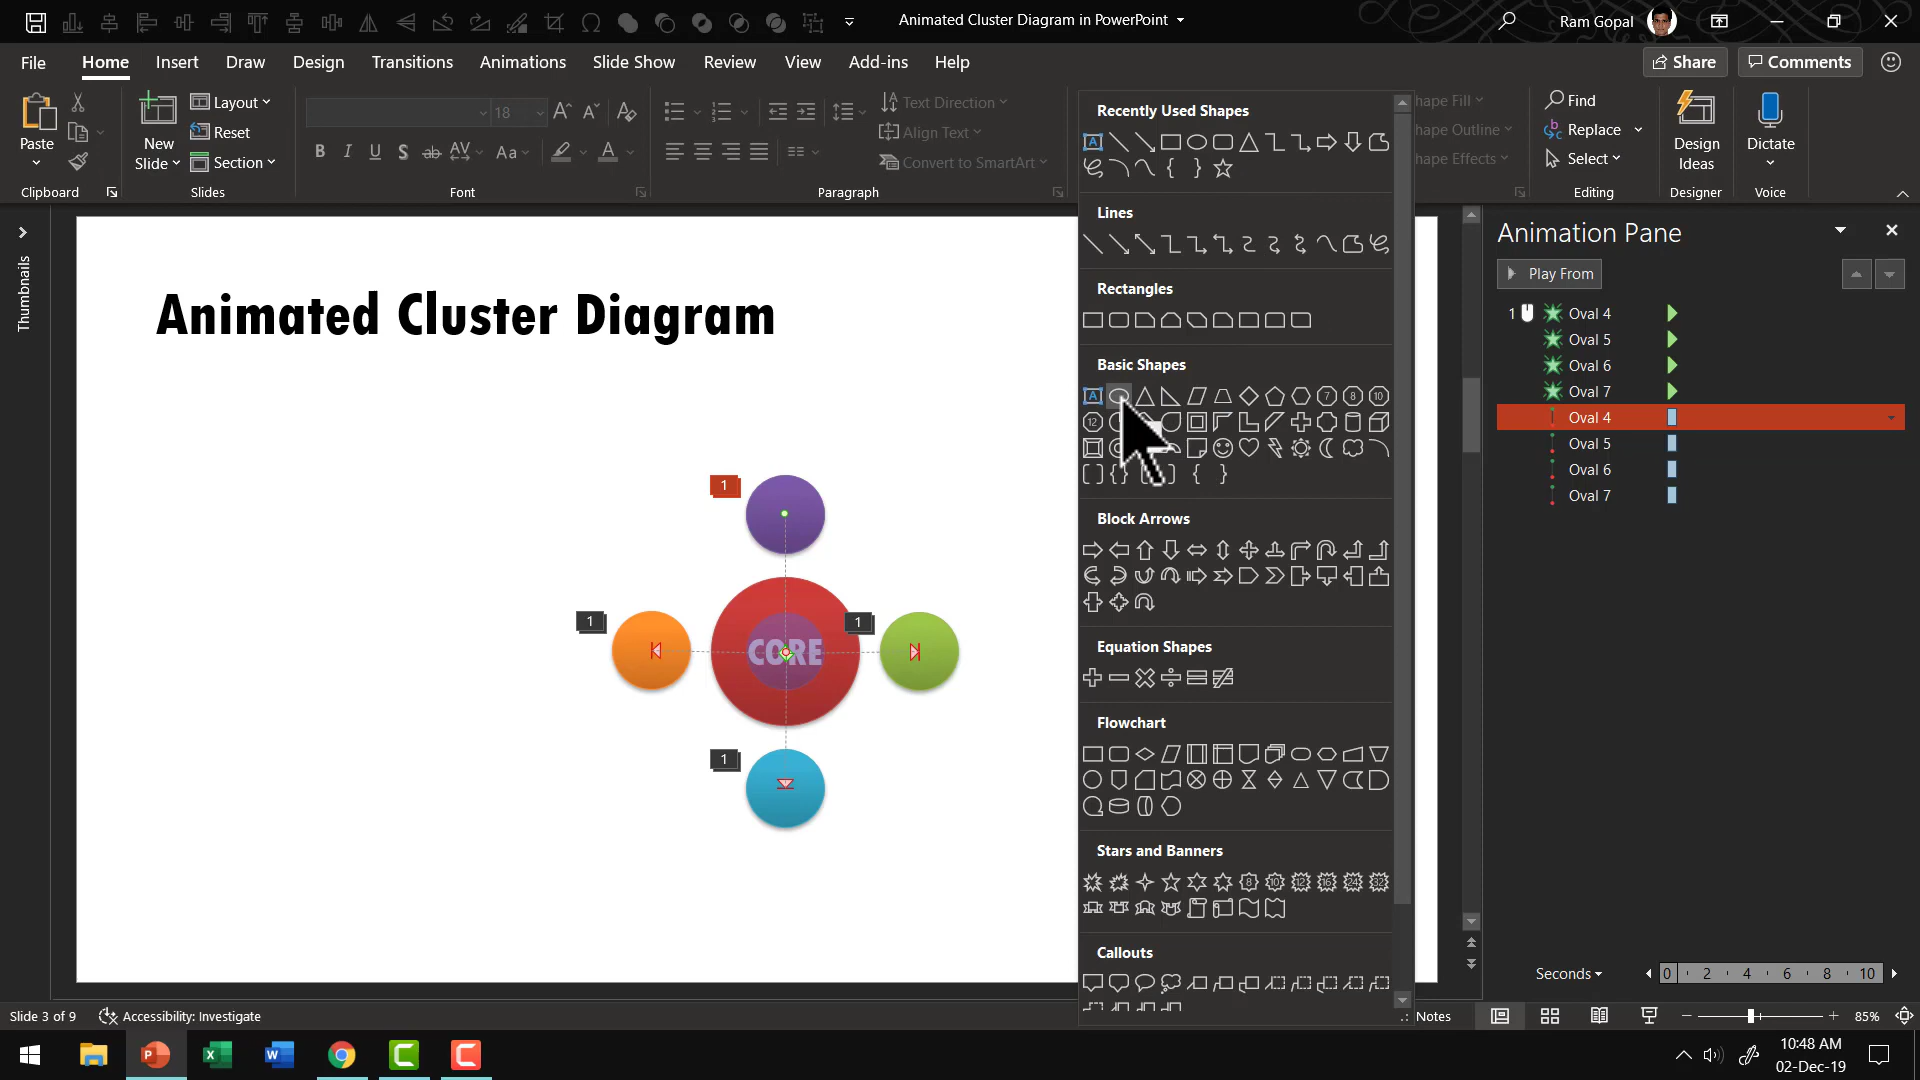 Animated Cluster Diagram in PowerPoint
Ram Gopal
File
Home
Insert
Draw
Design
Transitions
Animations
Slide Show
Review
View
Add-ins
Help
Share
Comments
Paste
New Slide
Layout
Reset
Section
18
Text Direction
Align Text
Convert to SmartArt
Shape Fill
Shape Outline
Shape Effects
Find
Replace
Select
Design Ideas
Dictate
Clipboard
Slides
Font
Paragraph
Editing
Designer
Voice
Thumbnails
Animated Cluster Diagram
1
1
CORE
1
1
Recently Used Shapes
Lines
Rectangles
Basic Shapes
Block Arrows
Equation Shapes
Flowchart
Stars and Banners
Callouts
Animation Pane
Play From
1 Oval 4
Oval 5
Oval 6
Oval 7
Oval 4
Oval 5
Oval 6
Oval 7
Seconds
0 2 4 6 8 10
Slide 3 of 9
Accessibility: Investigate
Notes
85%
10:48 AM
02-Dec-19